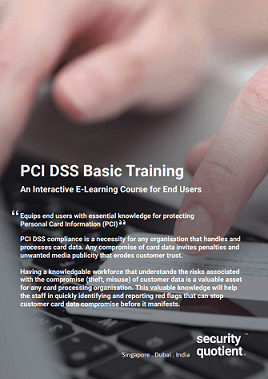 PCI DSS Basic Training
An Interactive E-Learning Course for End Users
“Equips end users with essential knowledge for protecting
Personal Card Information (PCI)”
PCI DSS compliance is a necessity for any organisation that handles and
processes card data. Any compromise of card data invites penalties and
unwanted media publicity that erodes customer trust.
Having a knowledgable workforce that understands the risks associated
with the compromise (theft, misuse) of customer data is a valuable asset
for any card processing organisation. This valuable knowledge will help
the staff in quickly identifying and reporting red flags that can stop
customer card data compromise before it manifests.
security
quotient
Singapore . Dubai . India